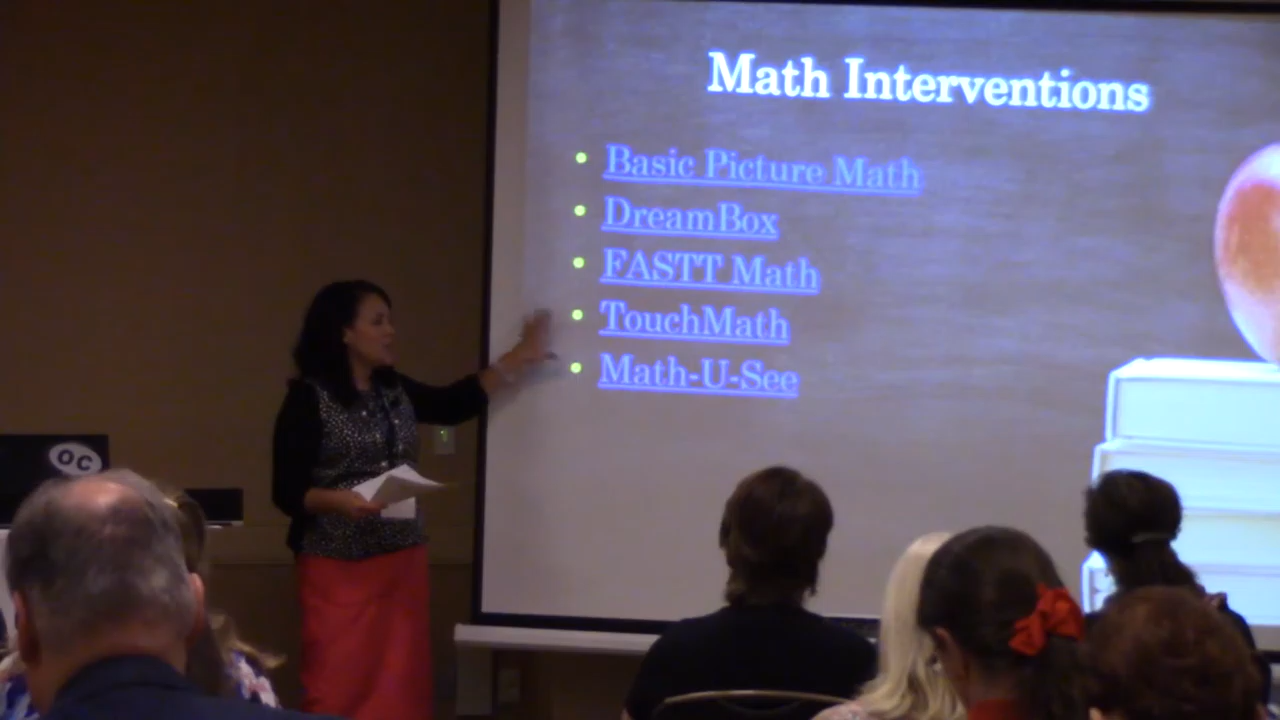 Math Interventions
• Basic Picture Math
• DreamBox
• FASTT Math
• TouchMath
• Math-U-See
OC